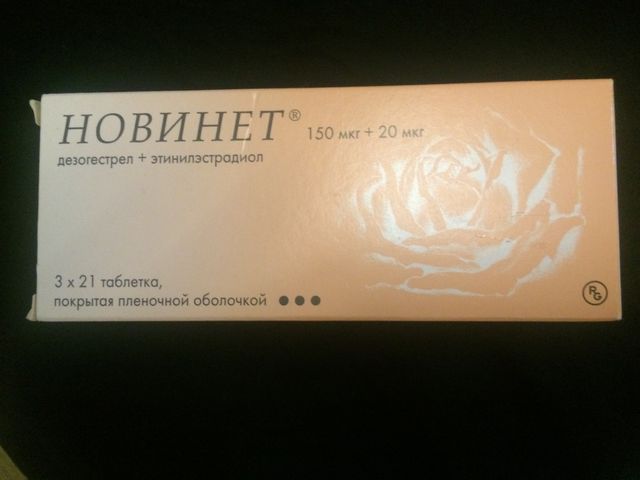 НОВИНЕТ® 150 мкг + 20 мкг
дезогестрел + этинилэстрадиол
3 x 21 таблетка,
покрытая пленочной оболочкой
RG